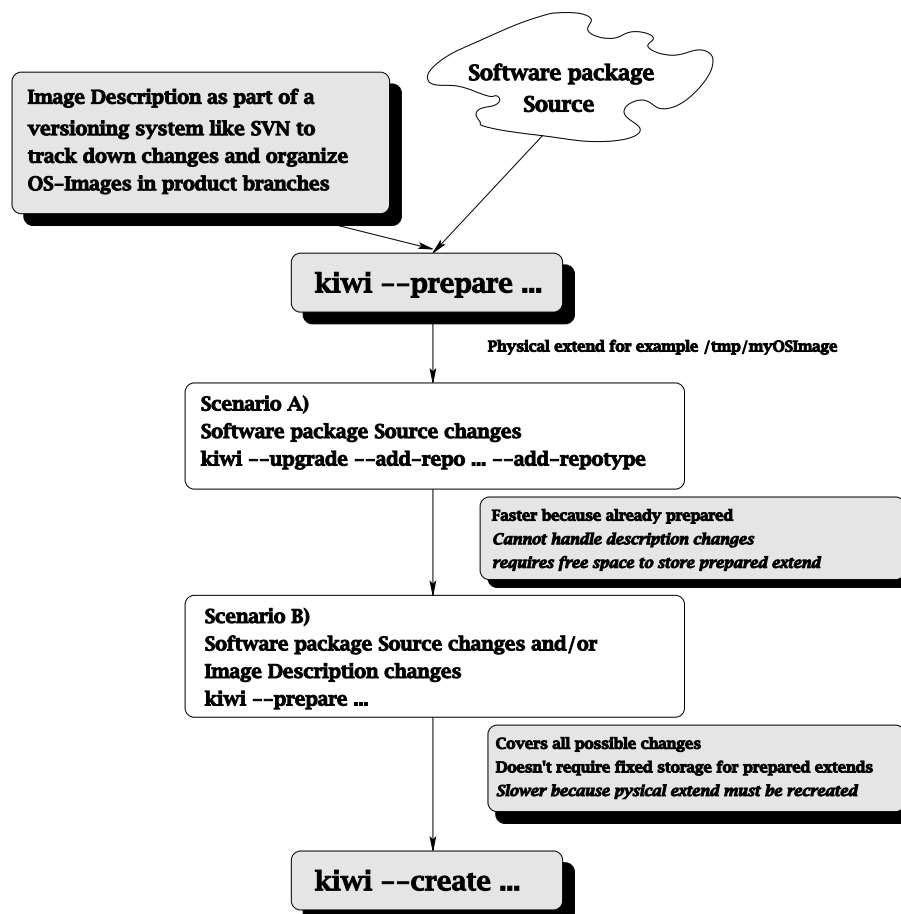 Software package
Source
Image Description as part of a
versioning system like SVN to
track down changes and organize
OS-Images in product branches
kiwi --prepare ...
Physical extend for example /tmp/myOSImage
Scenario A)
Software package Source changes
kiwi --upgrade --add-repo ... --add-repotype
Faster because already prepared
Cannot handle description changes
requires free space to store prepared extend
Scenario B)
Software package Source changes and/or
Image Description changes
kiwi --prepare ...
Covers all possible changes
Doesn't require fixed storage for prepared extends
Slower because pysical extend must be recreated
kiwi --create ...